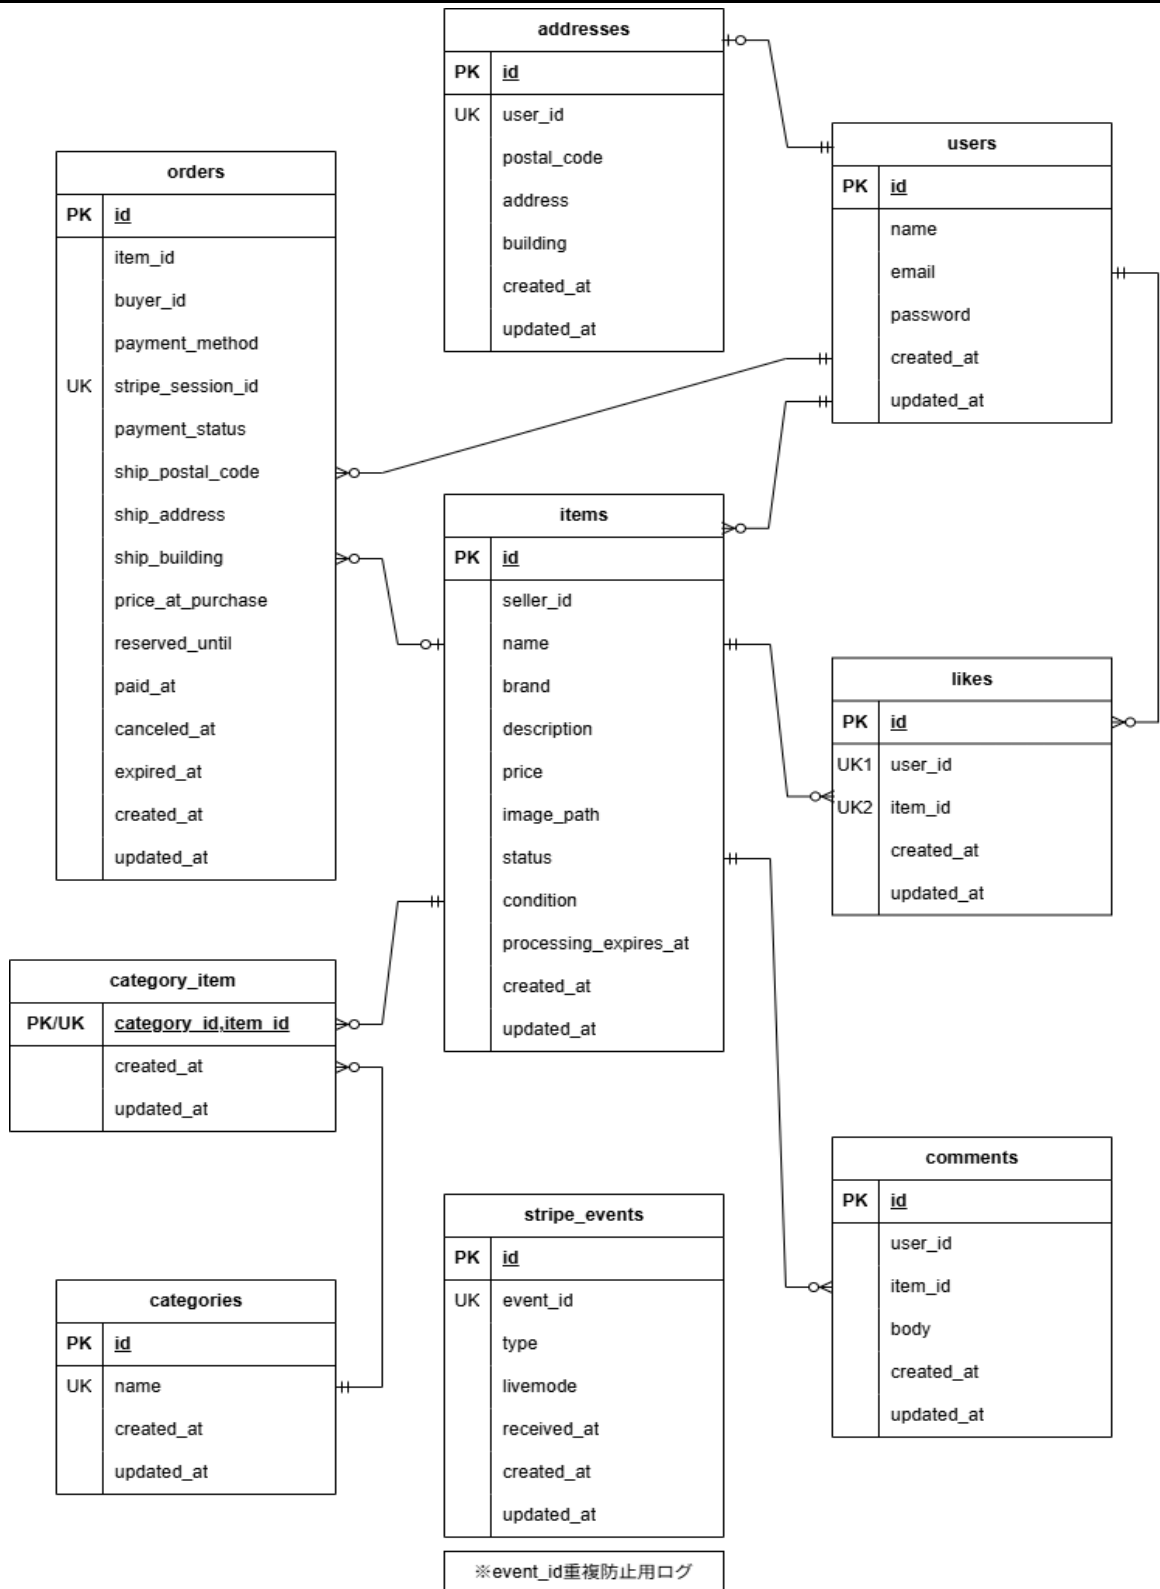 addresses
PK id
UK user_id
postal_code
address
building
created_at
updated_at
users
PK id
name
email
password
created_at
updated_at
orders
PK id
item_id
buyer_id
payment_method
UK stripe_session_id
payment_status
ship_postal_code
ship_address
ship_building
price_at_purchase
reserved_until
paid_at
canceled_at
expired_at
created_at
updated_at
items
PK id
seller_id
name
brand
description
price
image_path
status
condition
processing_expires_at
created_at
updated_at
likes
PK id
UK1 user_id
UK2 item_id
created_at
updated_at
category_item
PK/UK category_id,item_id
created_at
updated_at
comments
PK id
user_id
item_id
body
created_at
updated_at
stripe_events
PK id
UK event_id
type
livemode
received_at
created_at
updated_at
categories
PK id
UK name
created_at
updated_at
※event_id重複防止用ログ